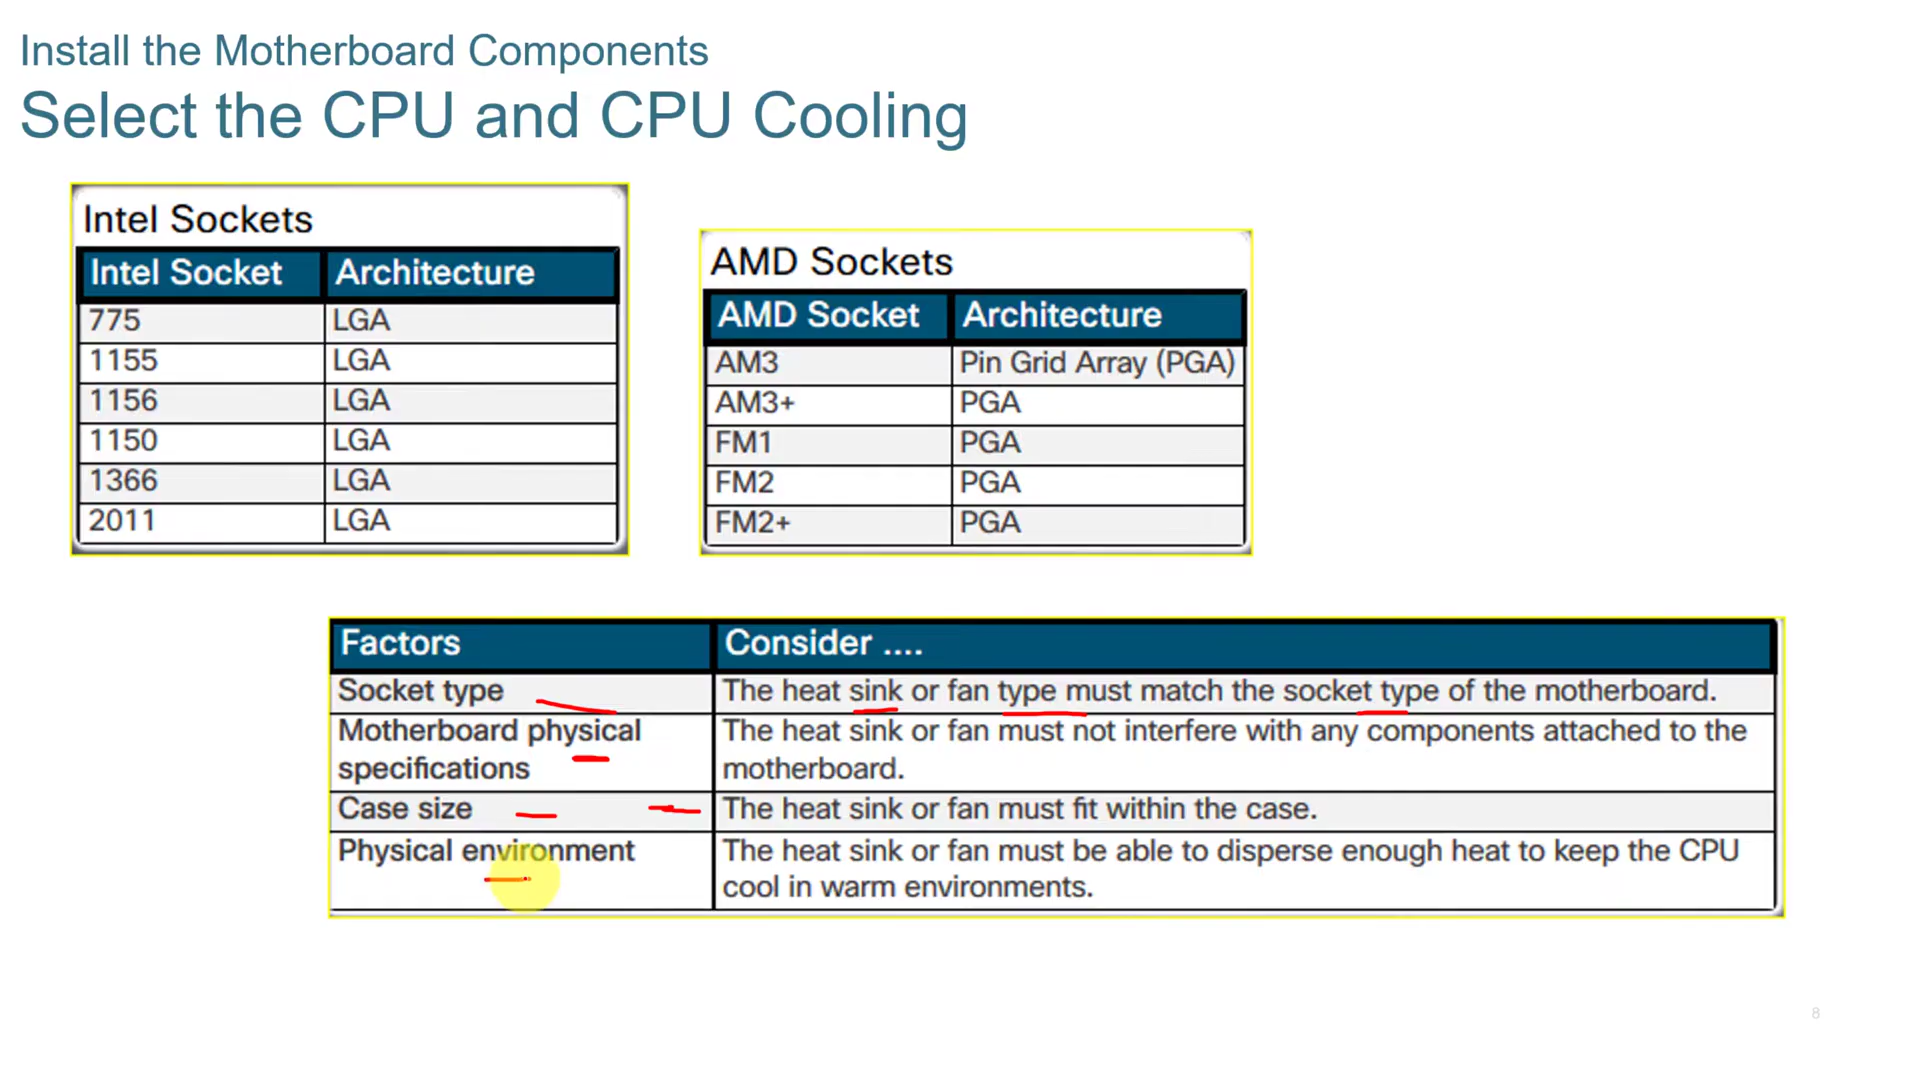 Install the Motherboard Components
Select the CPU and CPU Cooling
Intel Sockets
Intel Socket Architecture
775 LGA
1155 LGA
1156 LGA
1150 LGA
1366 LGA
2011 LGA
AMD Sockets
AMD Socket Architecture
AM3 Pin Grid Array (PGA)
AM3+ PGA
FM1 PGA
FM2 PGA
FM2+ PGA
Factors Consider ....
Socket type The heat sink or fan type must match the socket type of the motherboard.
Motherboard physical specifications The heat sink or fan must not interfere with any components attached to the
motherboard.
Case size The heat sink or fan must fit within the case.
Physical environment The heat sink or fan must be able to disperse enough heat to keep the CPU
cool in warm environments.
8